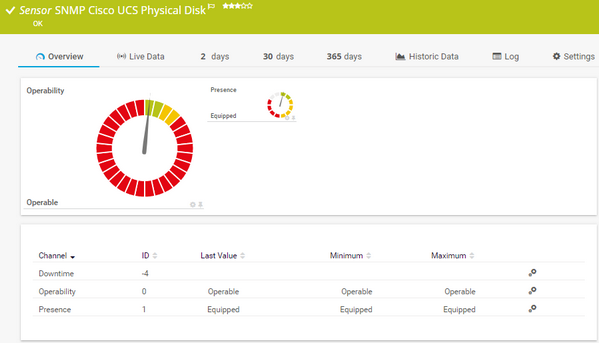 Sensor SNMP Cisco UCS Physical Disk
OK
Overview Live Data 2 days 30 days 365 days Historic Data Log Settings
Operability
Presence
Equipped
Operable
Channel ID Last Value Minimum Maximum
Downtime -4
Operability 0 Operable Operable Operable
Presence 1 Equipped Equipped Equipped